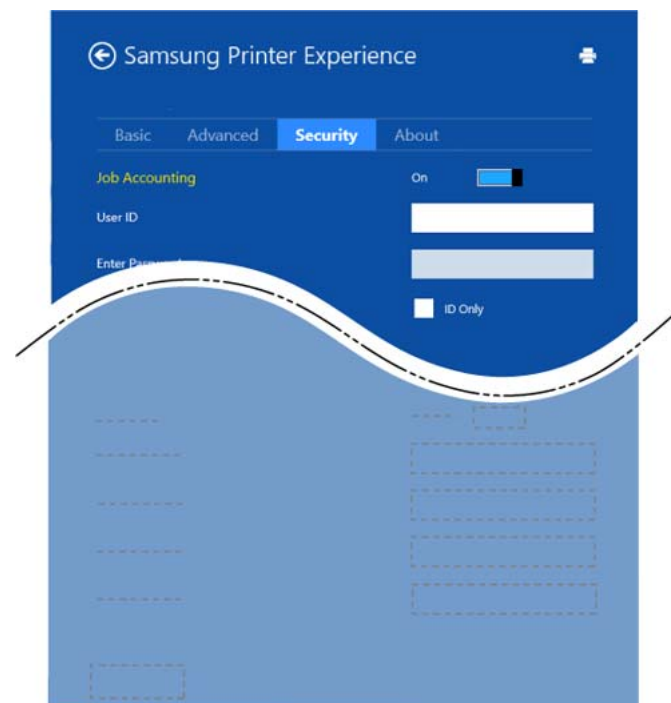 Samsung Printer Experience
Basic Advanced Security About
Job Accounting On
User ID
Enter
ID Only